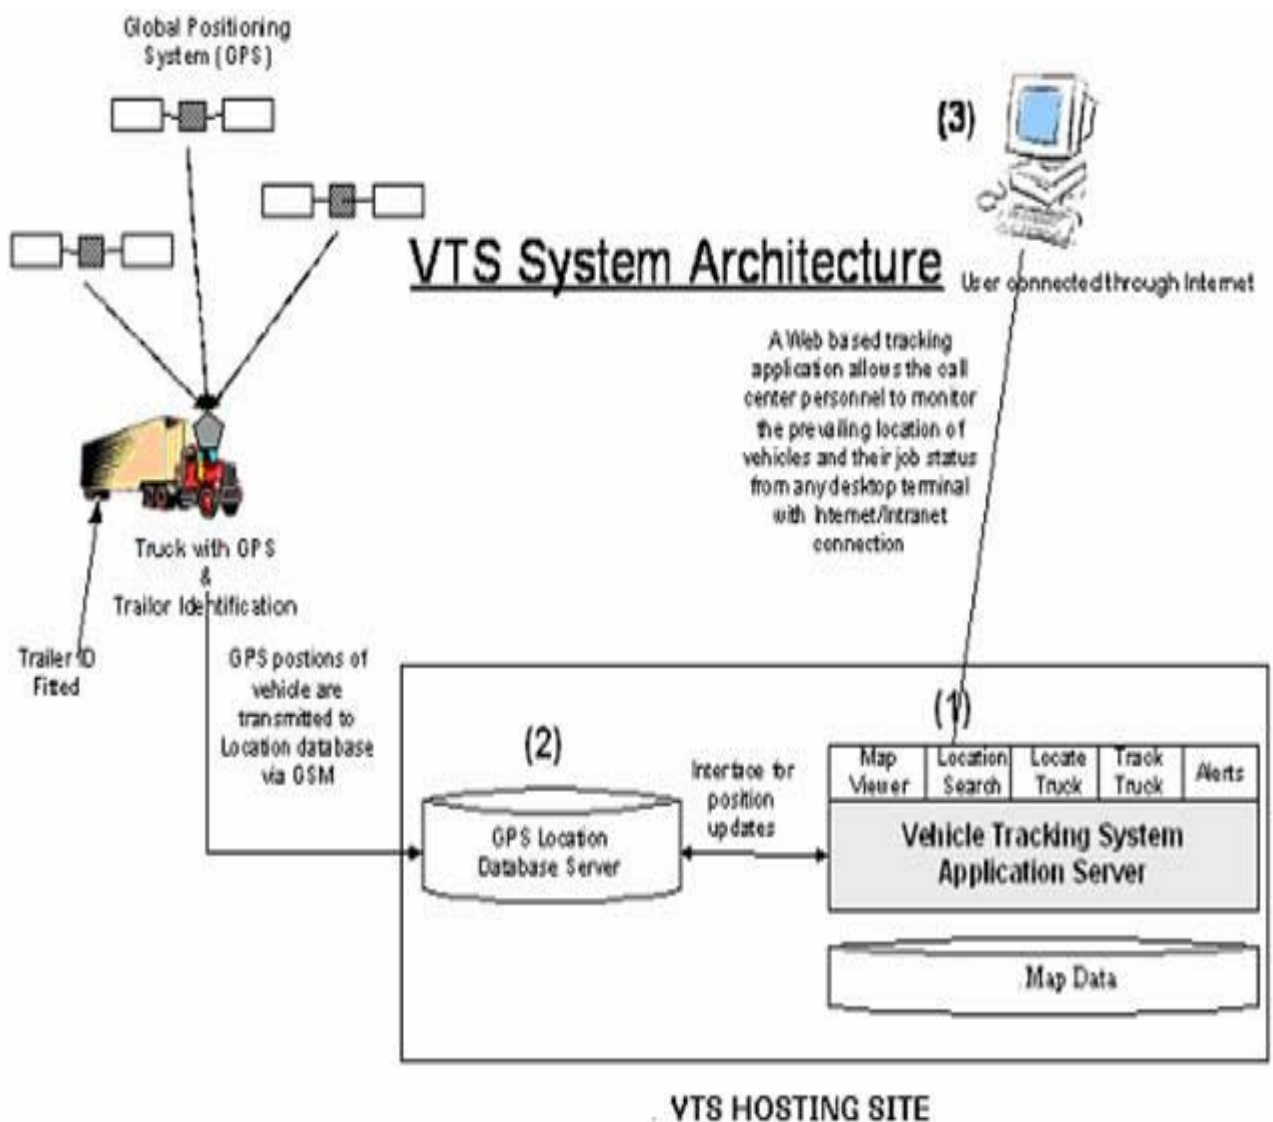 Global Positioning
System (GPS)
(3)
VTS System Architecture
User connected through Internet
A Web based tracking
application allows the call
center personnel to monitor
the prevailing location of
vehicles and their job status
from any desktop terminal
with Internet/Intranet
connection
Truck with GPS
&
Trailor Identification
Trailer ID
Fitted
GPS postions of
vehicle are
transmitted to
Location database
via GSM
(2)
GPS Location
Database Server
Interface for
position
updates
(1)
Map
Viewer
Location
Search
Locate
Truck
Track
Truck
Alerts
Vehicle Tracking System
Application Server
Map Data
VTS HOSTING SITE